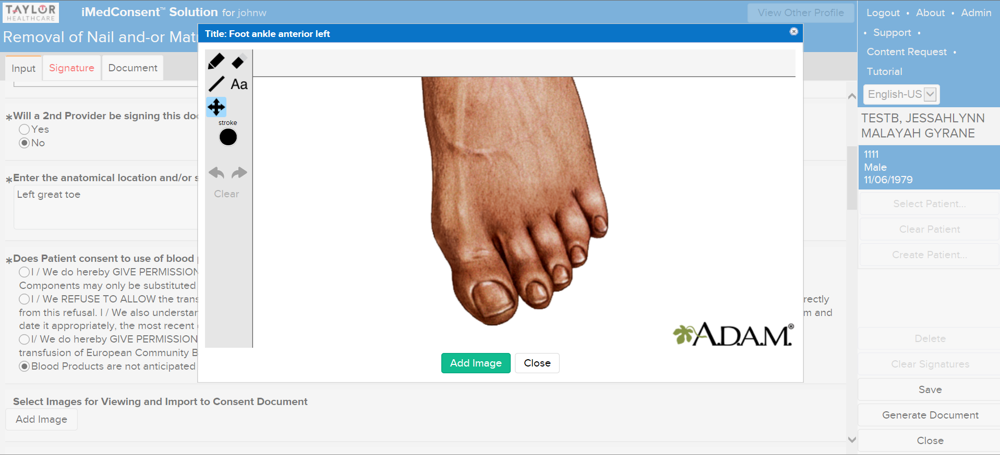 TAYLOR
HEALTHCARE
iMedConsent™ Solution for johnw
View Other Profile
Logout • About • Admin
• Support •
Content Request •
Tutorial
English-US
Removal of Nail and-or Mat
Title: Foot ankle anterior left
Input
Signature
Document
Aa
stroke
Clear
Will a 2nd Provider be signing this do
Yes
No
*Enter the anatomical location and/or s
Left great toe
*Does Patient consent to use of blood
I / We do hereby GIVE PERMISSION
Components may only be substituted
I / We REFUSE TO ALLOW the trans rectly
from this refusal. I / We also understar m and
date it appropriately, the most recent
I/ We do hereby GIVE PERMISSION
transfusion of European Community B
Blood Products are not anticipated
A.D.A.M.®
Add Image
Close
Select Images for Viewing and Import to Consent Document
Add Image
TESTB, JESSAHLYNN
MALAYAH GYRANE
1111
Male
11/06/1979
Select Patient...
Clear Patient
Create Patient...
Delete
Clear Signatures
Save
Generate Document
Close